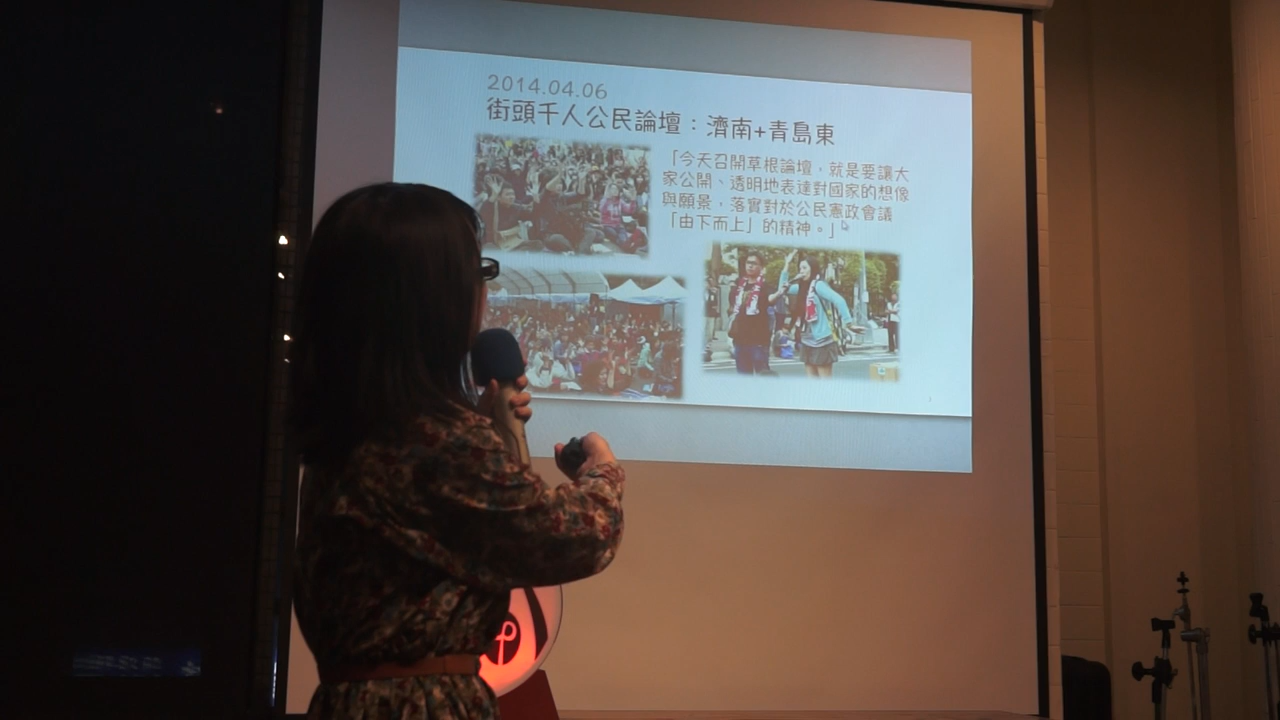 2014.04.06
街頭千人公民論壇：濟南+青島東
「今天召開草根論壇，就是要讓大
家公開、透明地表達對國家的想像
與願景，落實對於公民憲政會議
「由下而上」的精神。」